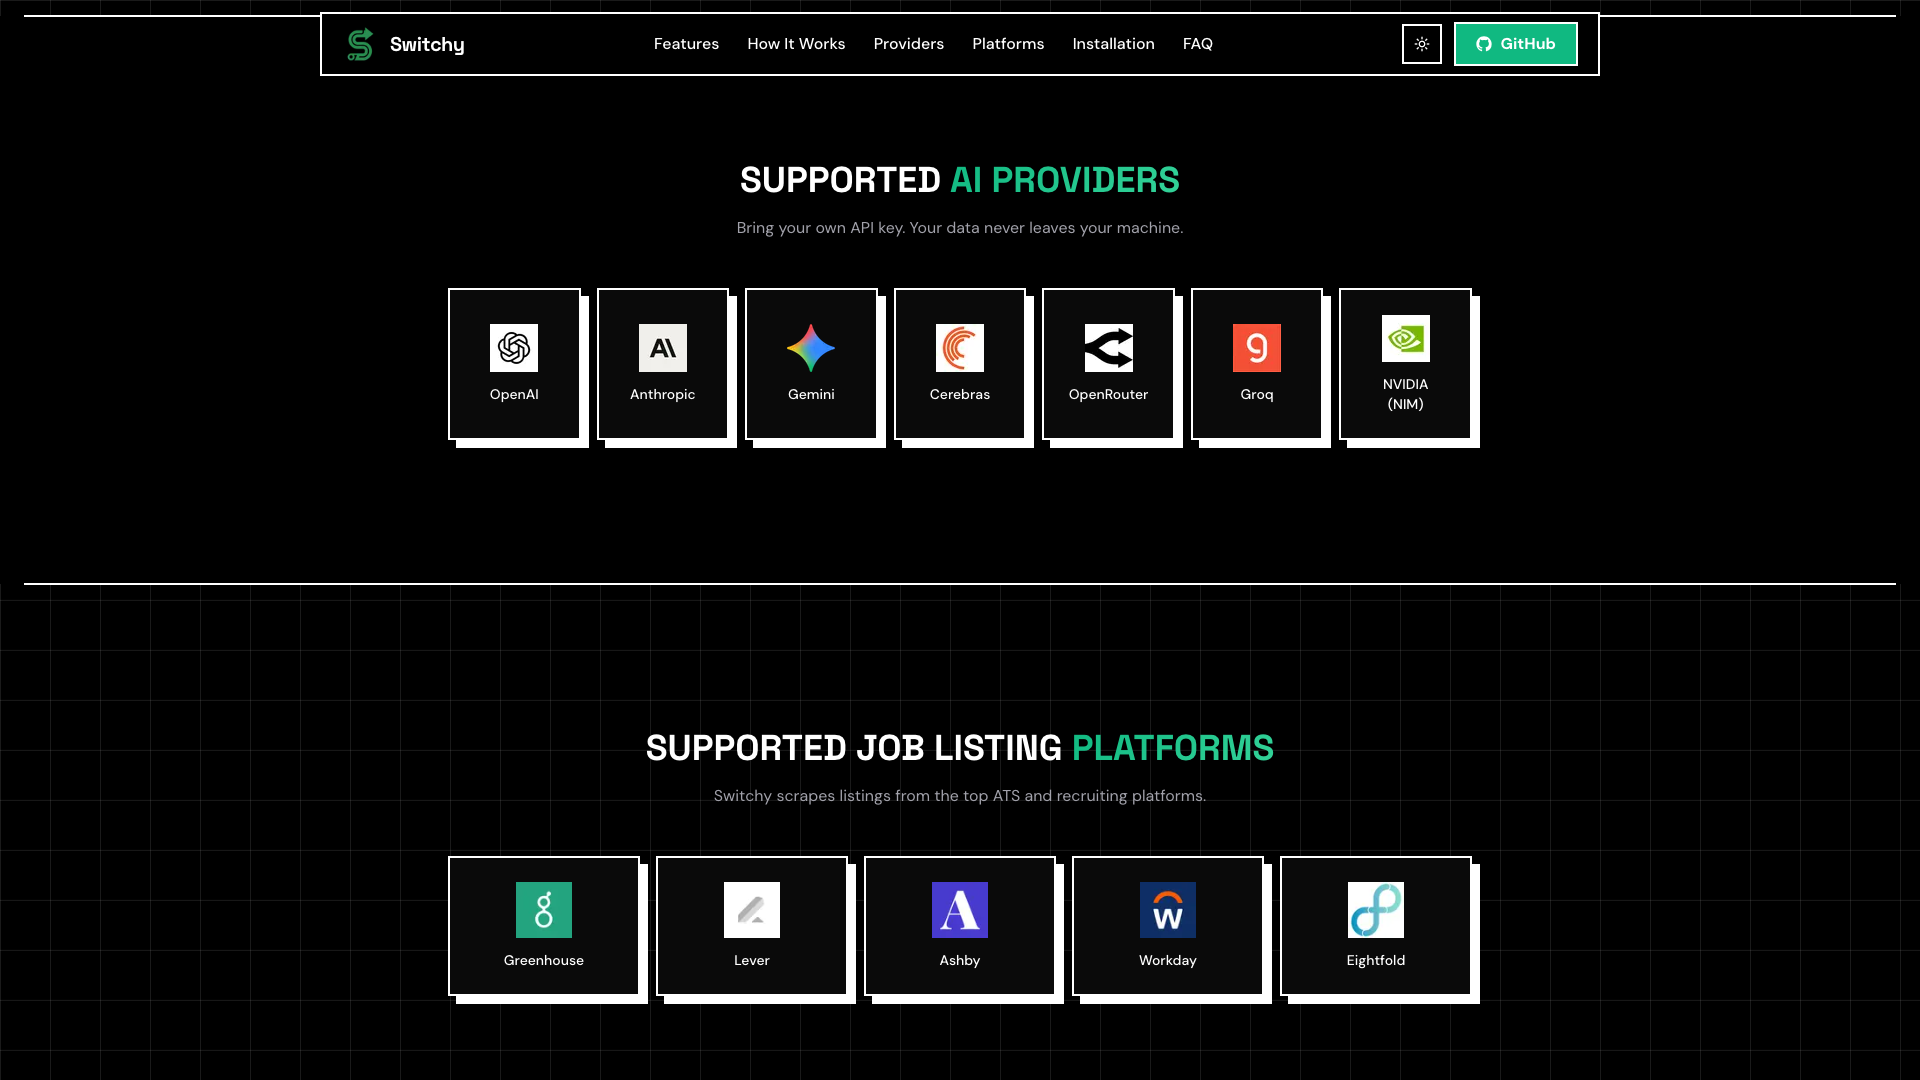 Switchy
Features
How It Works
Providers
Platforms
Installation
FAQ
GitHub
SUPPORTED AI PROVIDERS
Bring your own API key. Your data never leaves your machine.
OpenAI
Anthropic
Gemini
Cerebras
OpenRouter
Groq
NVIDIA
(NIM)
SUPPORTED JOB LISTING PLATFORMS
Switchy scrapes listings from the top ATS and recruiting platforms.
Greenhouse
Lever
Ashby
Workday
Eightfold